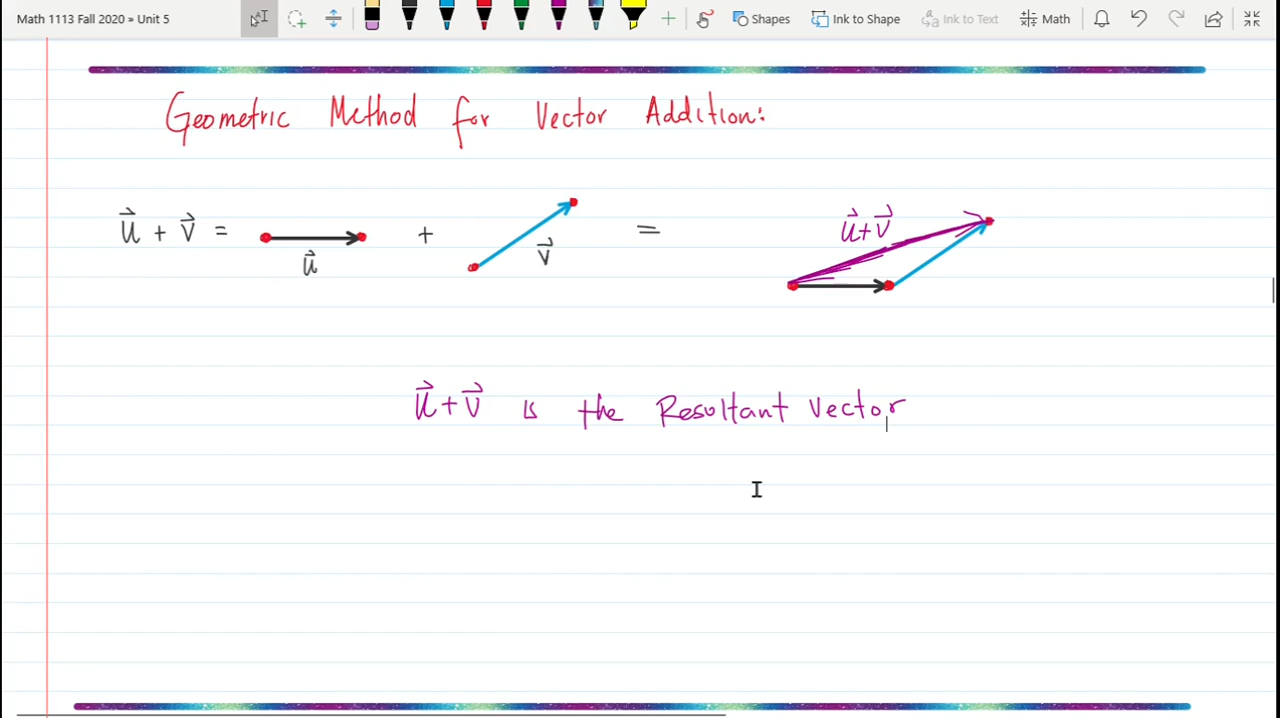 Math 1113 Fall 2020 » Unit 5 Shapes Ink to Shape Ink to Text Math
Geometric Method for Vector Addition:
u⃗ + v⃗ = u⃗ + v⃗ = u⃗+v⃗
u⃗+v⃗ is the Resultant Vector